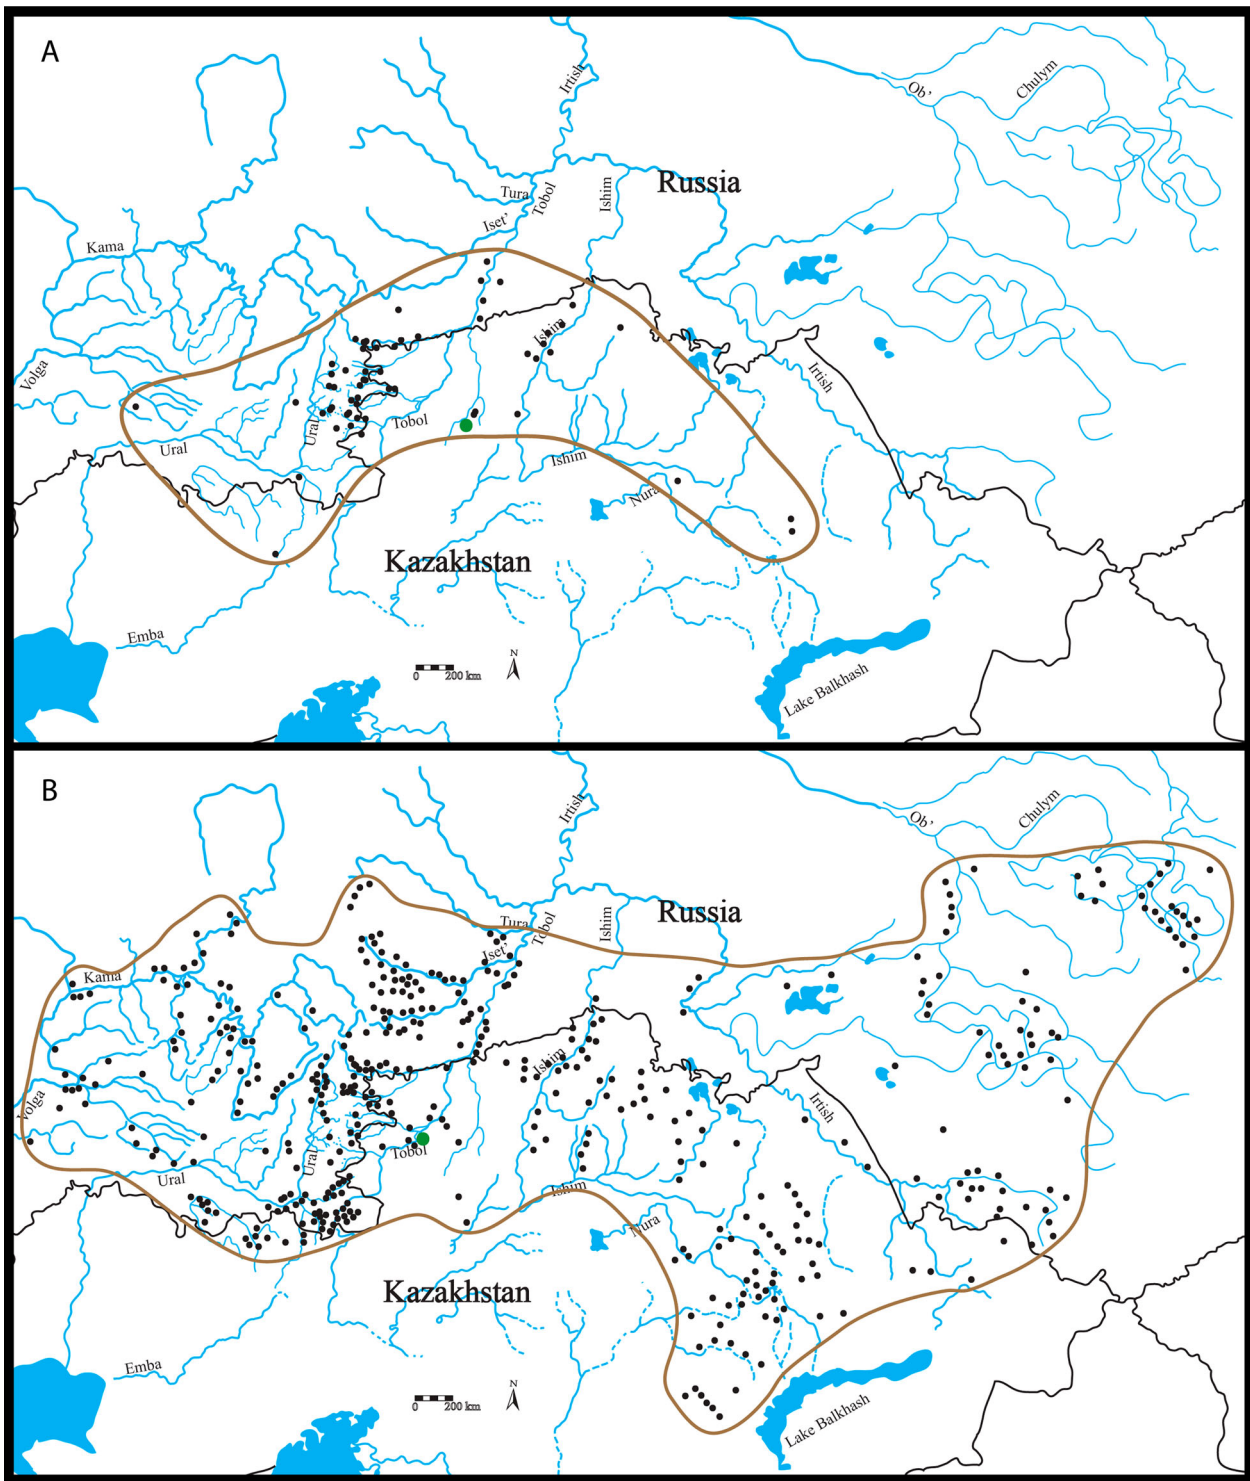 A
Irtish
Ob'
Chulym
Russia
Tura
Tobol
Ishim
Iset'
Kama
Volga
Ishim
Irtish
Ural
Tobol
Ural
Ishim
Nura
Kazakhstan
Emba
N
0 200 km
Lake Balkhash
B
Irtish
Ob'
Chulym
Russia
Tura
Tobol
Ishim
Iset'
Kama
Volga
Ishim
Irtish
Ural
Tobol
Ural
Ishim
Nura
Kazakhstan
Emba
N
0 200 km
Lake Balkhash